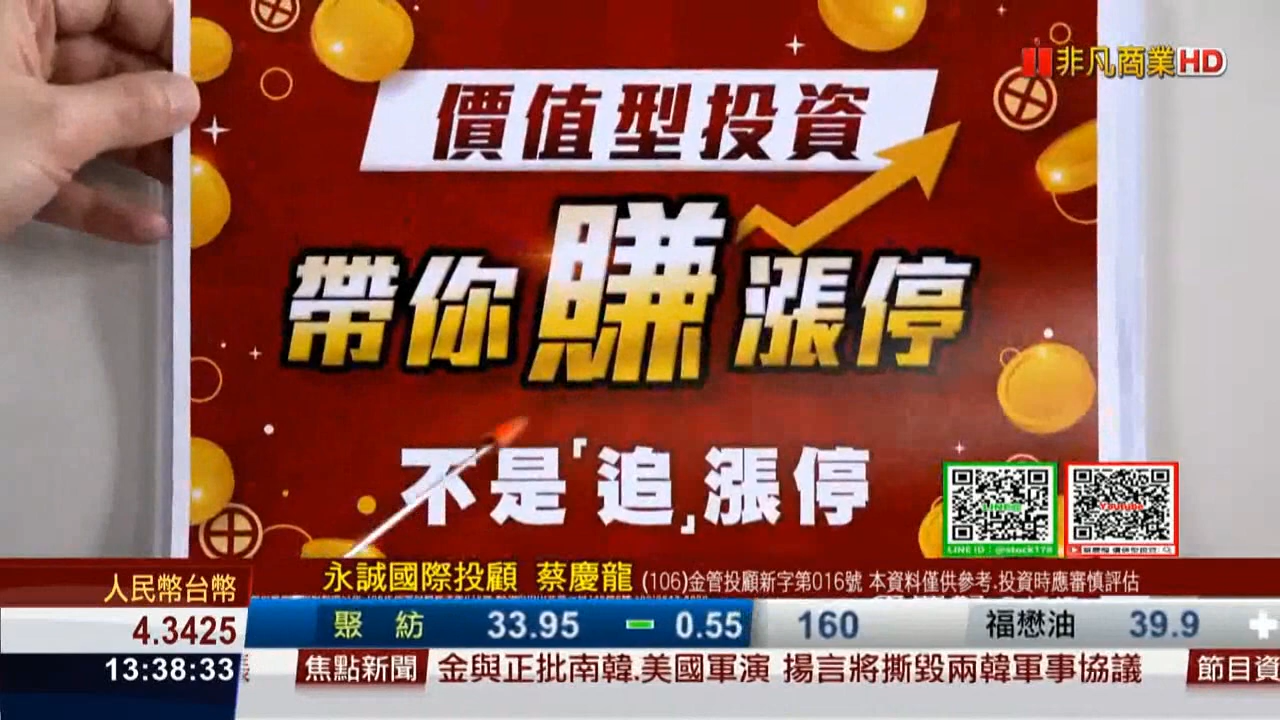 非凡商業HD
價值型投資
帶你賺漲停
不是「追」漲停
LINE@
Youtube
LINE ID：@stock178
永誠國際投顧 蔡慶龍 (106)金管投顧新字第016號 本資料僅供參考.投資時應審慎評估
人民幣台幣
4.3425
聚紡 33.95 0.55 160 福懋油 39.9
13:38:33
焦點新聞 金與正批南韓.美國軍演 揚言將撕毀兩韓軍事協議 節目資